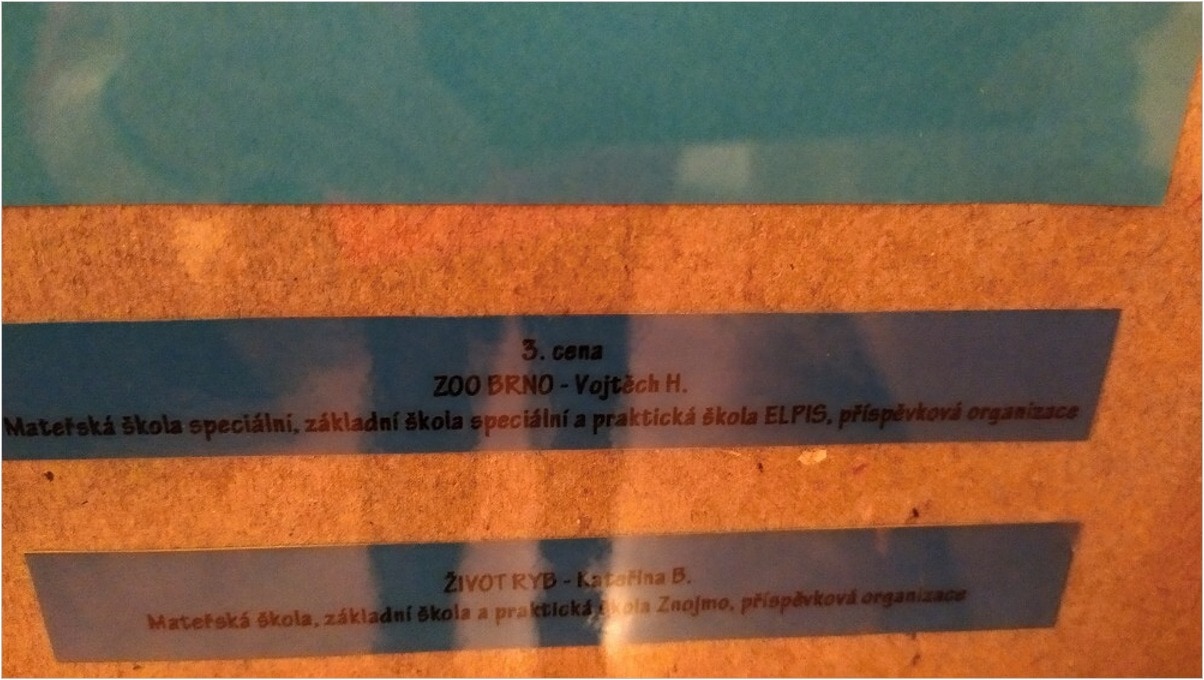 3. cena
ZOO BRNO - Vojtěch H.
Mateřská škola speciální, základní škola speciální a praktická škola ELPIS, příspěvková organizace
ŽIVOT RYB - Kateřina B.
Mateřská škola, základní škola a praktická škola Znojmo, příspěvková organizace